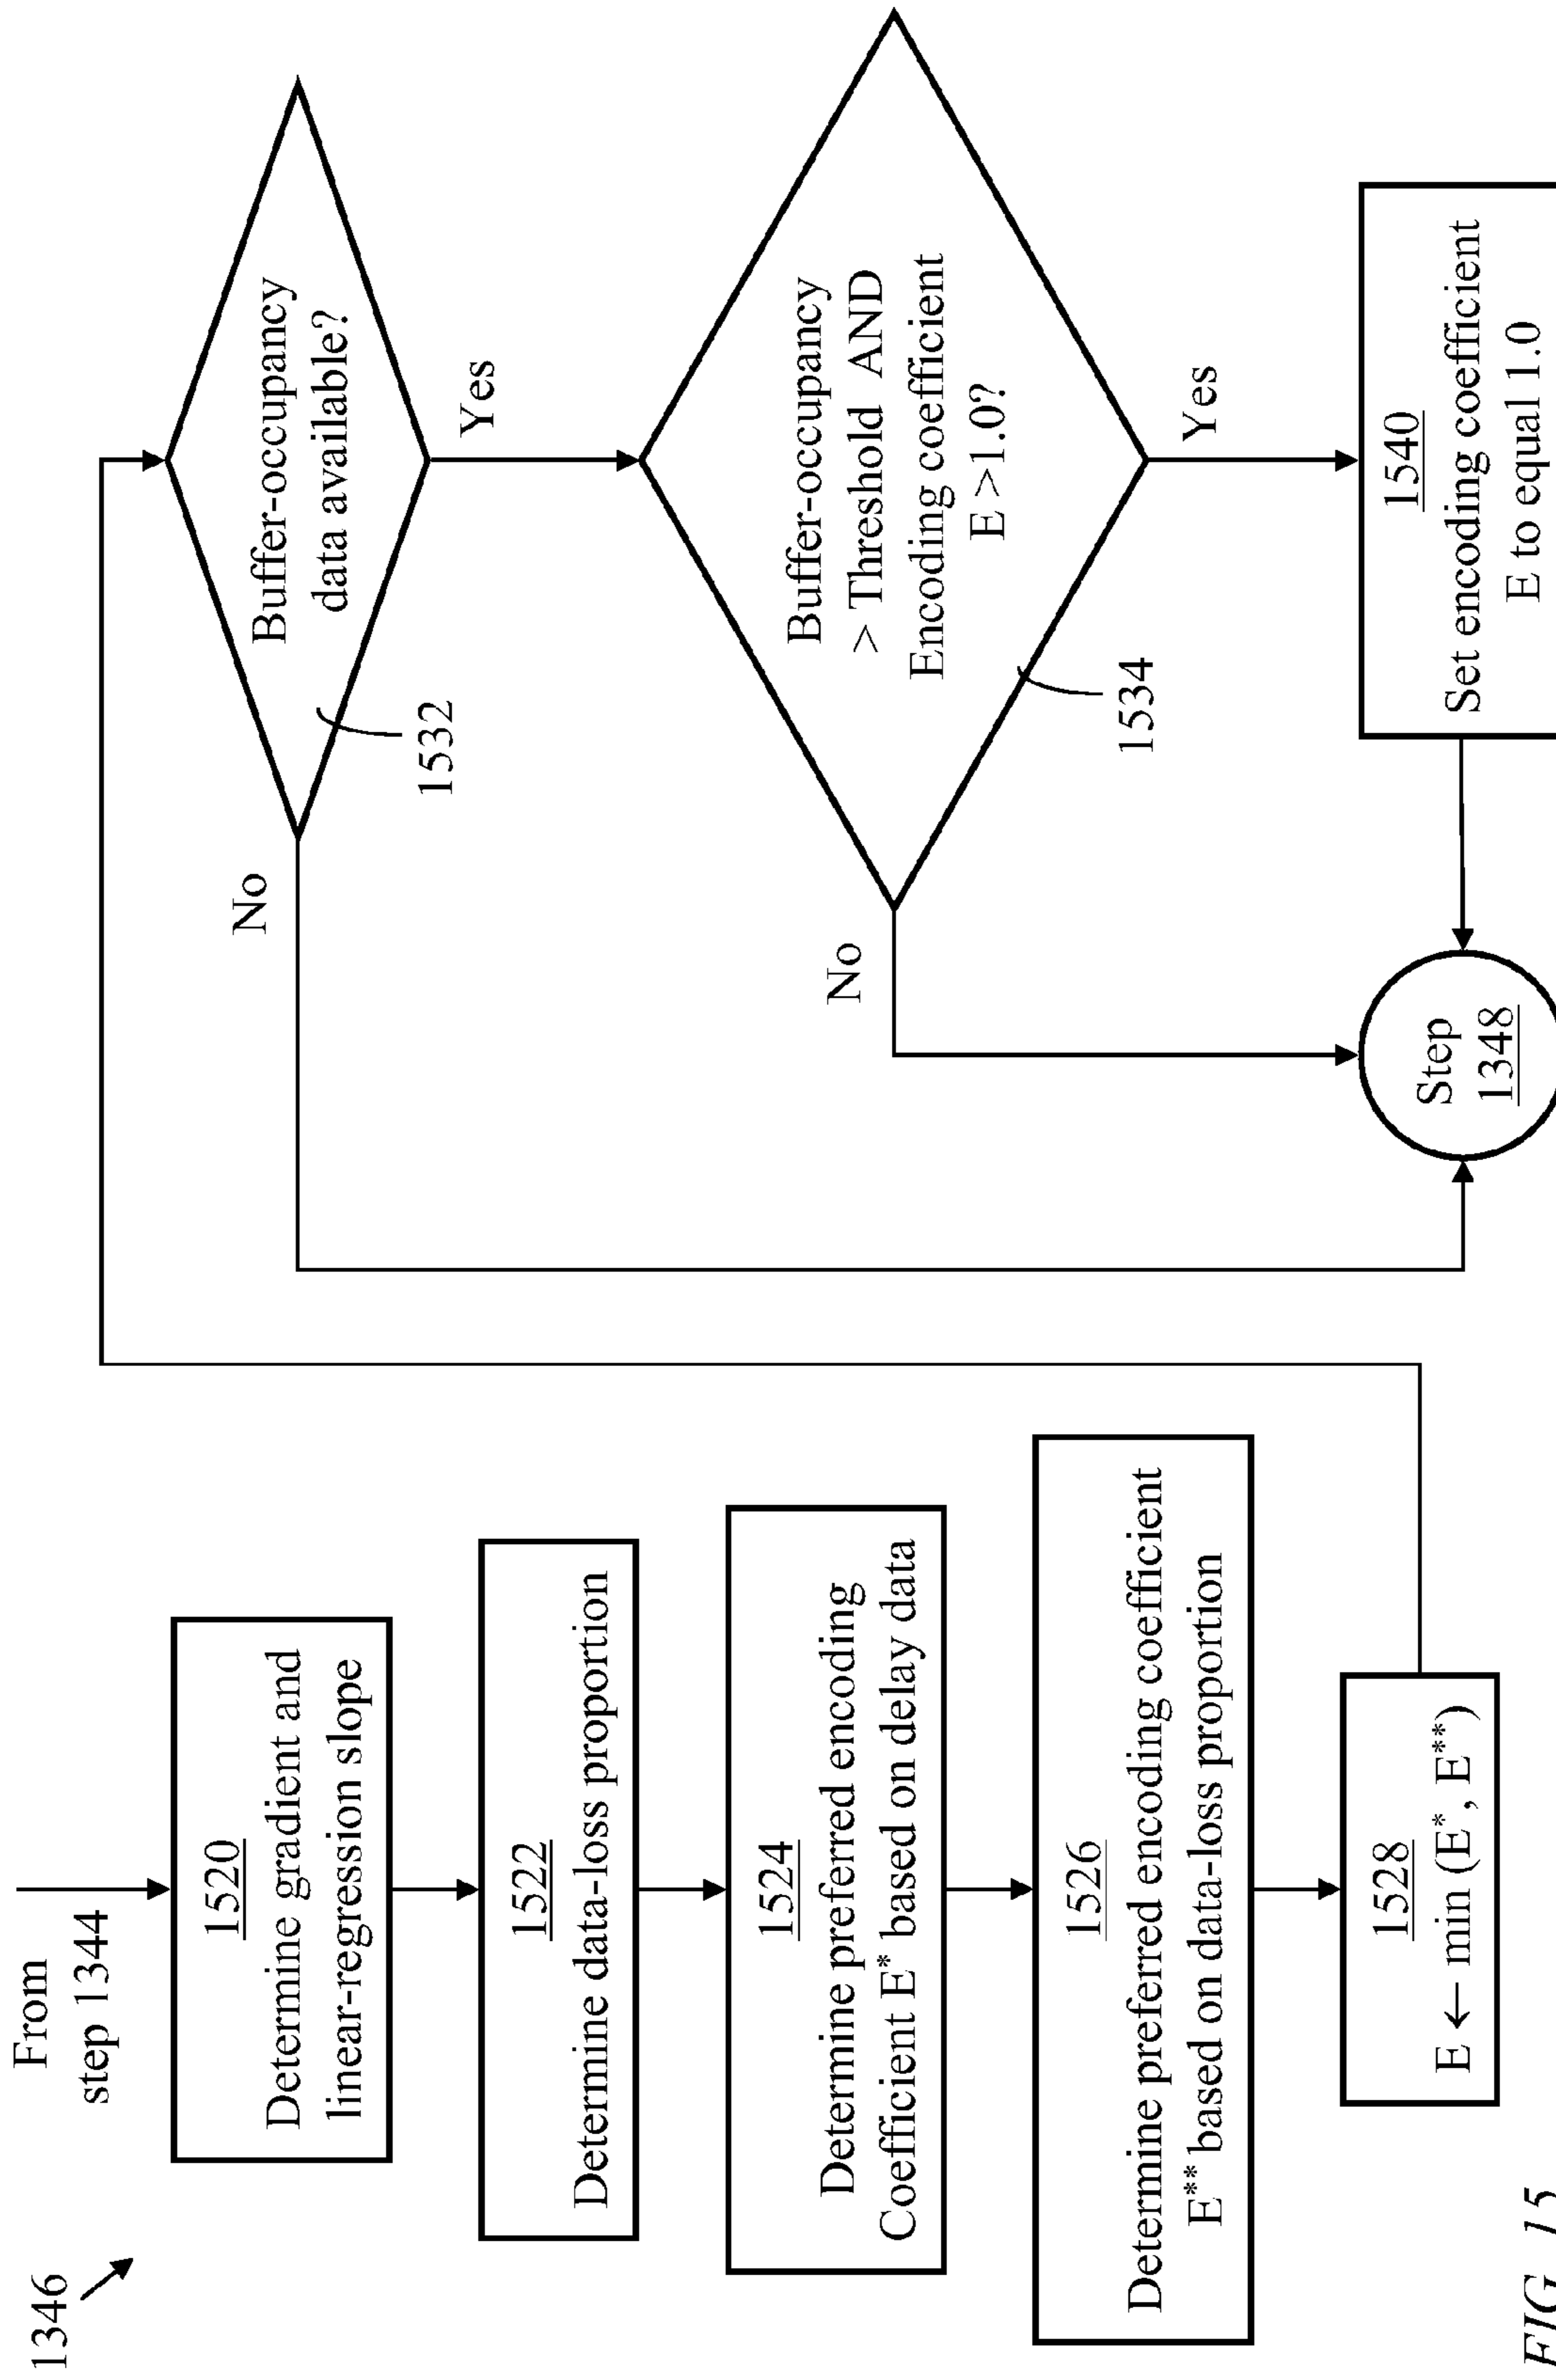 1346
From
step 1344
1520
Determine gradient and
linear-regression slope
1522
Determine data-loss proportion
1524
Determine preferred encoding
Coefficient E* based on delay data
1526
Determine preferred encoding coefficient
E** based on data-loss proportion
1528
E ← min (E*, E**)
Buffer-occupancy
data available?
1532
No
Yes
Buffer-occupancy
> Threshold AND
Encoding coefficient
E >1.0?
1534
No
Yes
1540
Set encoding coefficient
E to equal 1.0
Step
1348
FIG. 15